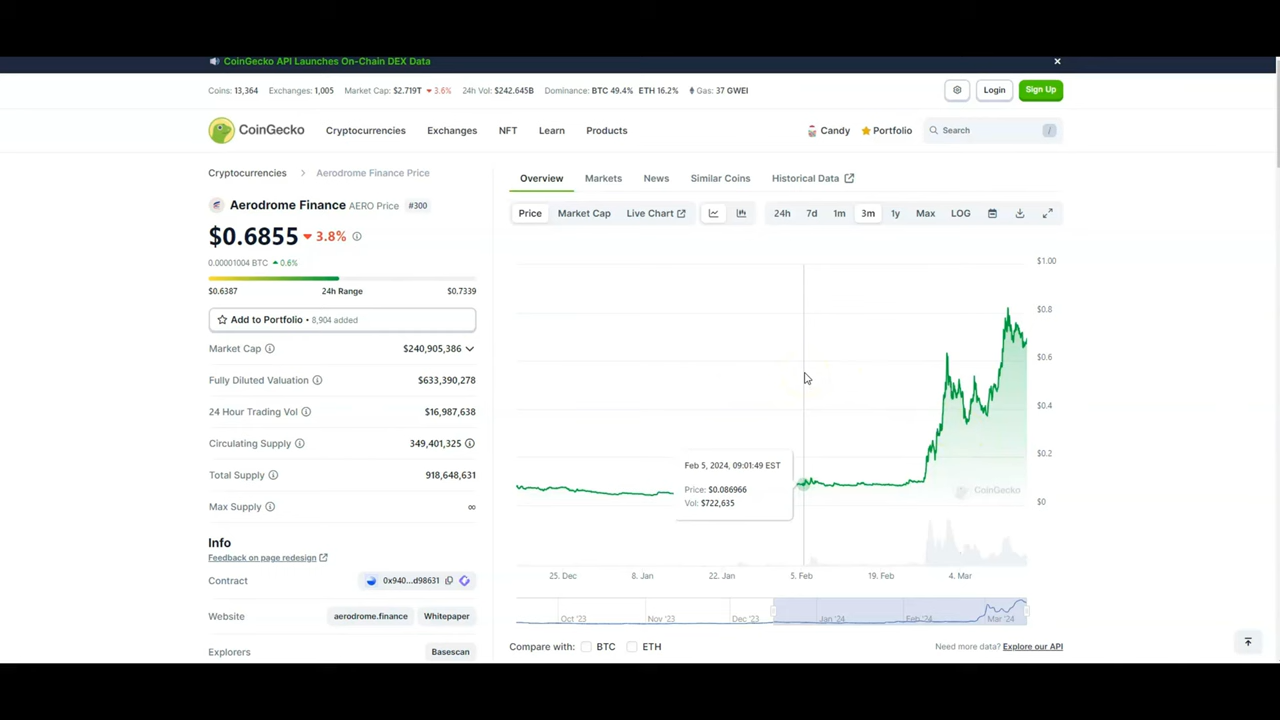 CoinGecko API Launches On-Chain DEX Data
Coins: 13,364 Exchanges: 1,005 Market Cap: $2.719T 3.6% 24h Vol: $242.645B Dominance: BTC 49.4% ETH 16.2% Gas: 37 GWEI
Login
Sign Up
CoinGecko Cryptocurrencies Exchanges NFT Learn Products
Candy Portfolio Search /
Cryptocurrencies Aerodrome Finance Price
Aerodrome Finance AERO Price #300
$0.6855 3.8%
0.00001004 BTC 0.6%
$0.6387 24h Range $0.7339
Add to Portfolio • 8,904 added
Market Cap $240,905,386
Fully Diluted Valuation $633,390,278
24 Hour Trading Vol $16,987,638
Circulating Supply 349,401,325
Total Supply 918,648,631
Max Supply ∞
Info
Feedback on page redesign
Contract 0x940...d98631
Website aerodrome.finance Whitepaper
Explorers Basescan
Overview Markets News Similar Coins Historical Data
Price Market Cap Live Chart 24h 7d 1m 3m 1y Max LOG
$1.00
$0.8
$0.6
$0.4
$0.2
$0
Feb 5, 2024, 09:01:49 EST
Price: $0.086966
Vol: $722,635
CoinGecko
25. Dec 8. Jan 22. Jan 5. Feb 19. Feb 4. Mar
Oct '23 Nov '23 Dec '23 Jan '24 Feb '24 Mar '24
Compare with: BTC ETH
Need more data? Explore our API